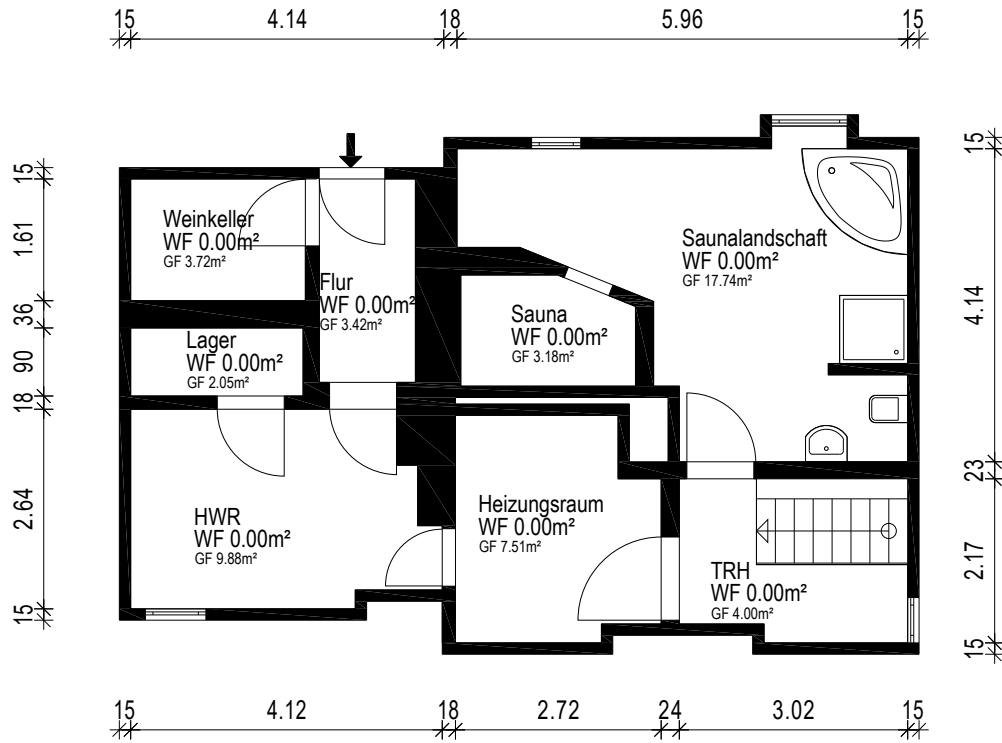 15 4.14 18 5.96 15
15
1.61
36
90
18
2.64
15
Weinkeller
WF 0.00m²
GF 3.72m²
Flur
WF 0.00m²
GF 3.42m²
Lager
WF 0.00m²
GF 2.05m²
Sauna
WF 0.00m²
GF 3.18m²
Saunalandschaft
WF 0.00m²
GF 17.74m²
HWR
WF 0.00m²
GF 9.88m²
Heizungsraum
WF 0.00m²
GF 7.51m²
TRH
WF 0.00m²
GF 4.00m²
15
4.14
23
2.17
15
15 4.12 18 2.72 24 3.02 15